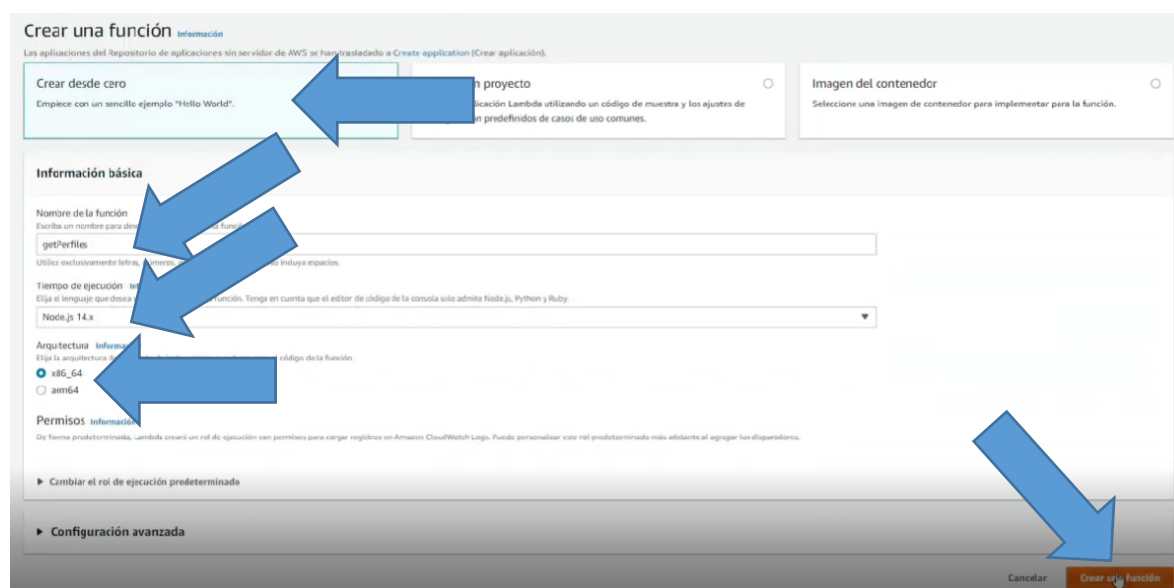 Crear una función Información
Las aplicaciones del Repositorio de aplicaciones sin servidor de AWS se han trasladado a Create application (Crear aplicación).
Crear desde cero
Empiece con un sencillo ejemplo "Hello World".
proyecto
Lambda utilizando un código de muestra y los ajustes de
predefinidos de casos de uso comunes.
Imagen del contenedor
Seleccione una imagen de contenedor para implementar para la función.
Información básica
Nombre de la función
Escriba un nombre para
getPerfiles
Utilice exclusivamente letras, incluya espacios.
Tiempo de ejecución
Elija el lenguaje que desea función. Tenga en cuenta que el editor de código de la consola solo admite Node.js, Python y Ruby.
Node.js 14.x
Arquitectura
Elija la arquitectura código de la función
x86_64
arm64
Permisos Información
De forma predeterminada, Lambda creará un rol de ejecución con permisos para cargar registros en Amazon CloudWatch Logs. Puede personalizar este rol predeterminado más adelante al agregar los disparadores.
Cambiar el rol de ejecución predeterminado
Configuración avanzada
Cancelar
Crear una función